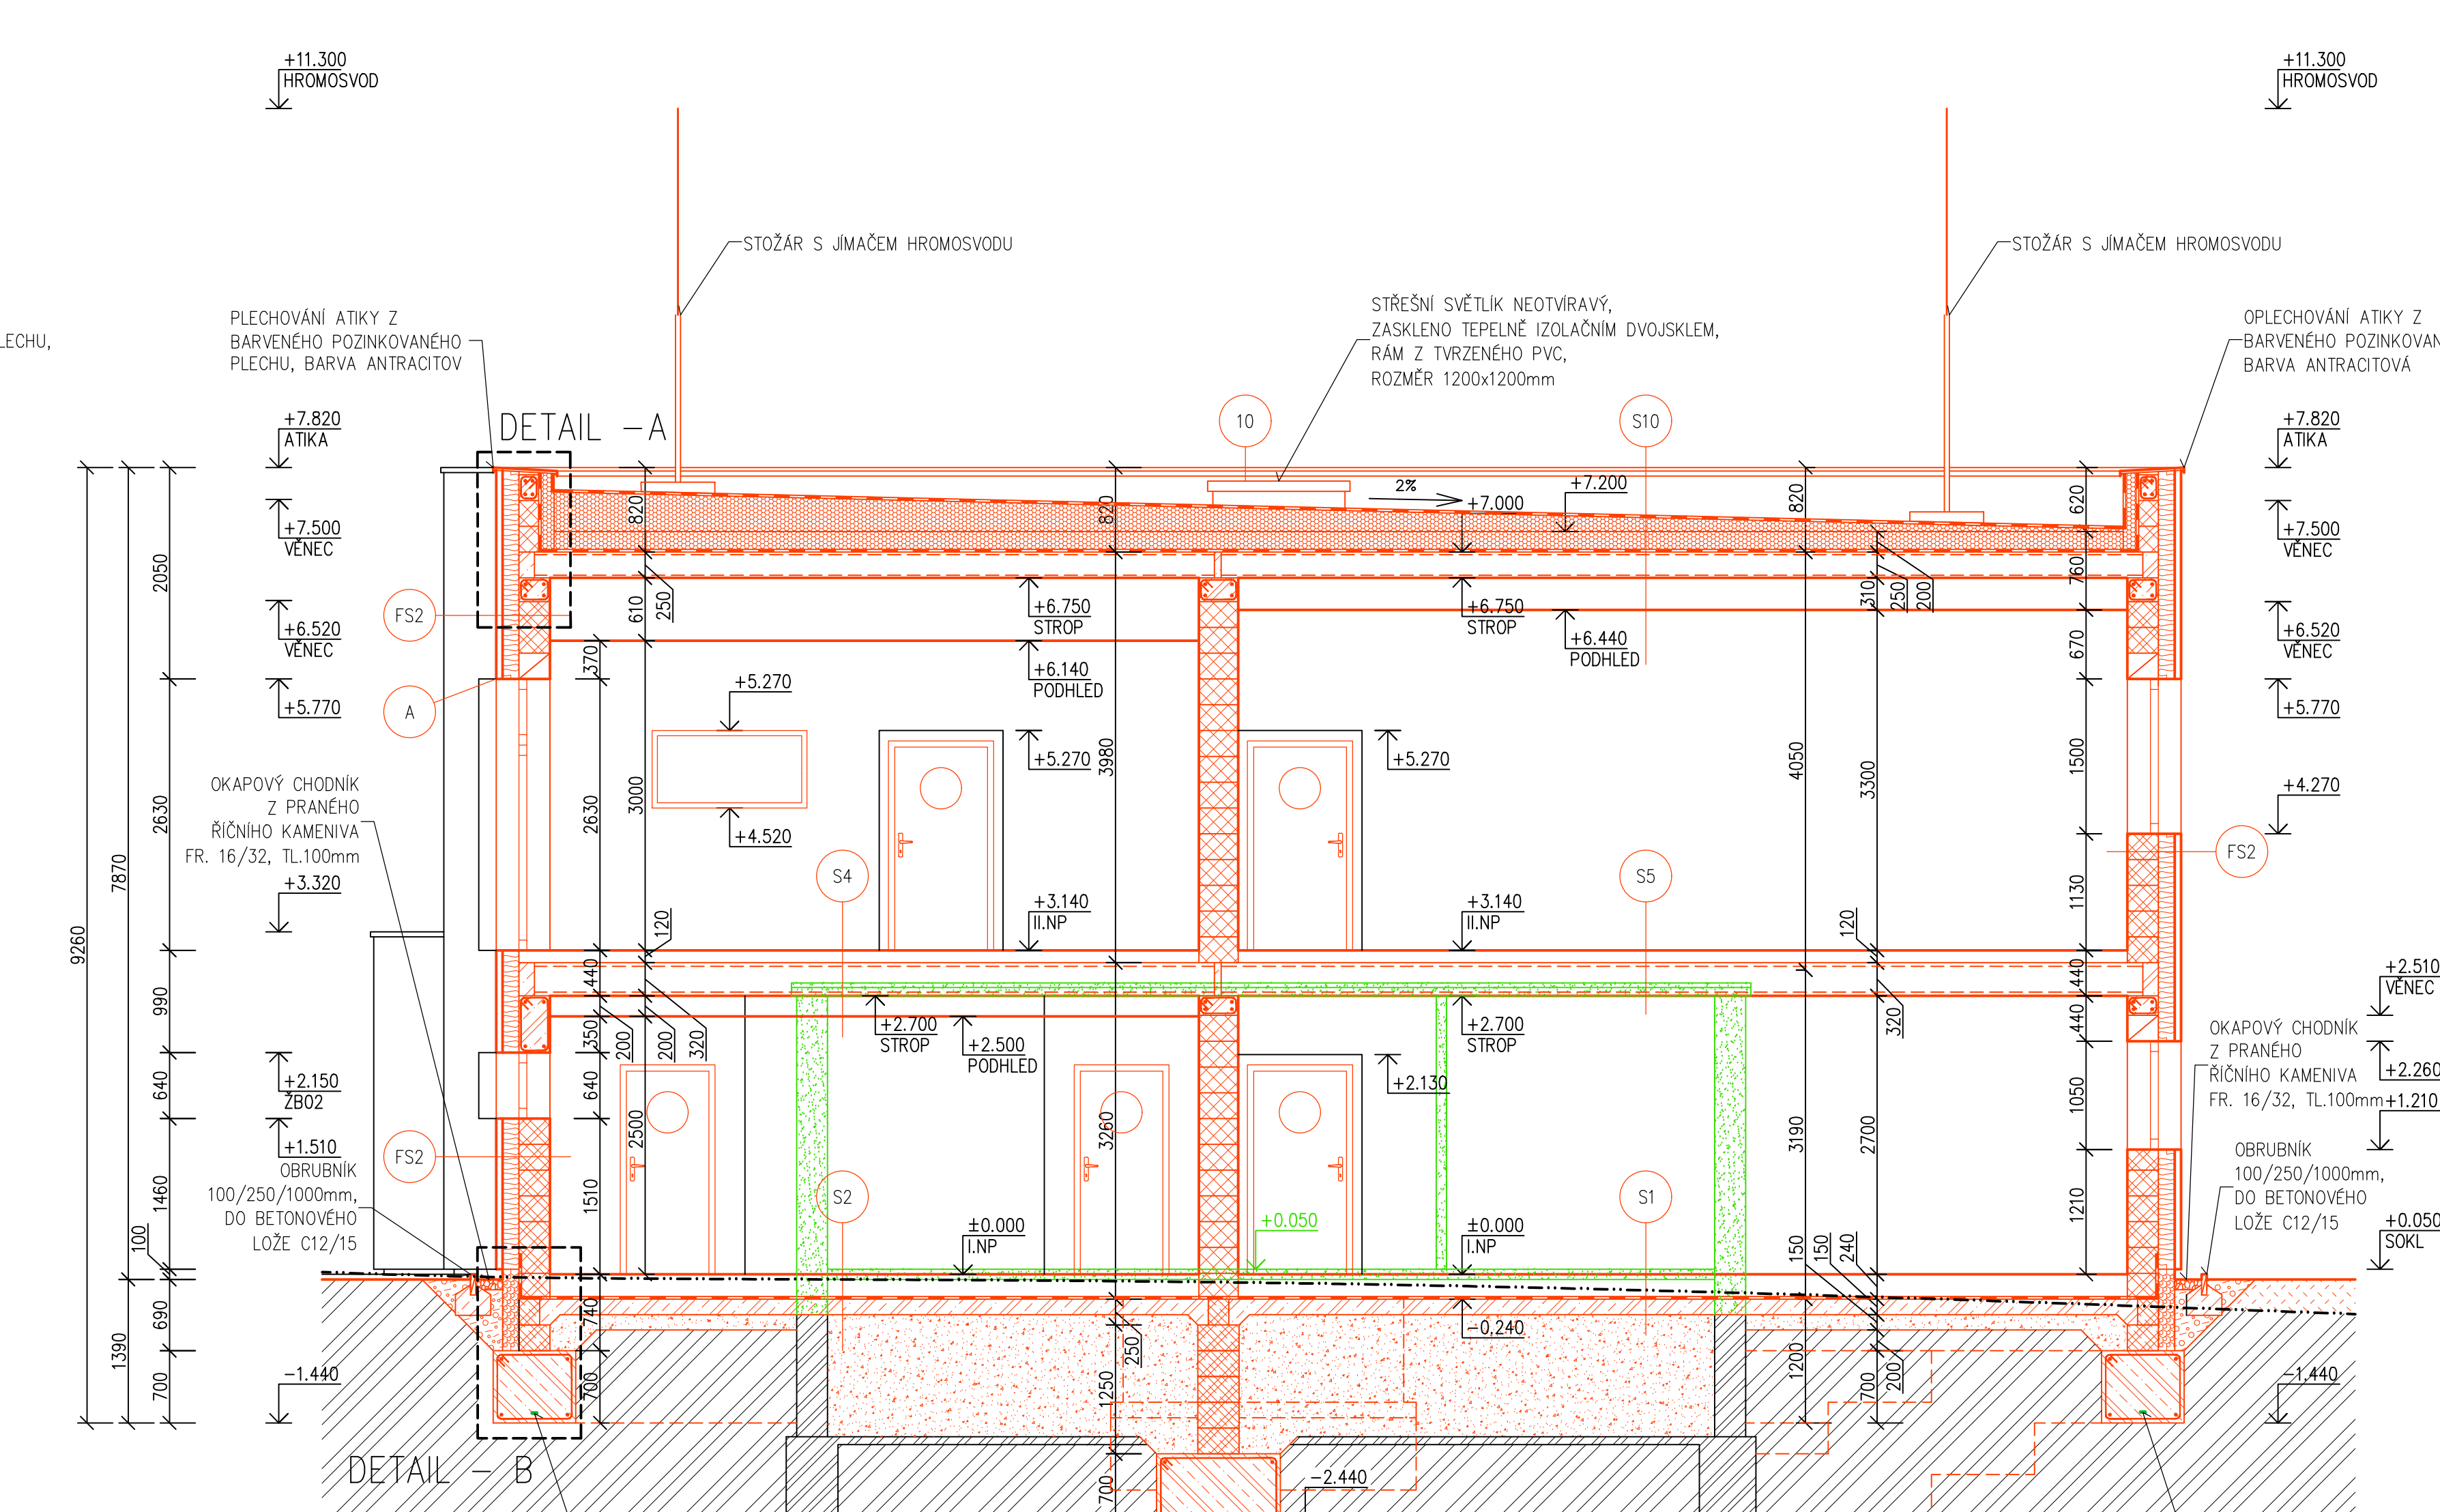 +11.300
HROMOSVOD
+11.300
HROMOSVOD
STOŽÁR S JÍMAČEM HROMOSVODU
STOŽÁR S JÍMAČEM HROMOSVODU
LECHU,
PLECHOVÁNÍ ATIKY Z
BARVENÉHO POZINKOVANÉHO
PLECHU, BARVA ANTRACITOV
STŘEŠNÍ SVĚTLÍK NEOTVÍRAVÝ,
ZASKLENO TEPELNĚ IZOLAČNÍM DVOJSKLEM,
RÁM Z TVRZENÉHO PVC,
ROZMĚR 1200x1200mm
OPLECHOVÁNÍ ATIKY Z
BARVENÉHO POZINKOVAN
BARVA ANTRACITOVÁ
DETAIL -A
10
S10
+7.820
ATIKA
+7.500
VĚNEC
+6.520
VĚNEC
+5.770
+7.820
ATIKA
+7.500
VĚNEC
+6.520
VĚNEC
+5.770
+4.270
2%
+7.000
+7.200
820
820
820
620
610
250
310
250
200
760
670
+6.750
STROP
+6.140
PODHLED
+6.750
STROP
+6.440
PODHLED
FS2
A
+5.270
+4.520
+5.270
+5.270
2050
2630
990
640
1460
100
690
700
7870
1390
9260
370
2630
3000
3980
4050
3300
1500
1130
OKAPOVÝ CHODNÍK
Z PRANÉHO
ŘÍČNÍHO KAMENIVA
FR. 16/32, TL.100mm
+3.320
S4
S5
FS2
+3.140
II.NP
+3.140
II.NP
120
120
440
440
440
350
200
200
320
320
+2.700
STROP
+2.500
PODHLED
+2.700
STROP
+2.130
+2.510
VĚNEC
OKAPOVÝ CHODNÍK
Z PRANÉHO
ŘÍČNÍHO KAMENIVA
FR. 16/32, TL.100mm
+2.260
+1.210
+2.150
ŽB02
+1.510
FS2
OBRUBNÍK
100/250/1000mm,
DO BETONOVÉHO
LOŽE C12/15
OBRUBNÍK
100/250/1000mm,
DO BETONOVÉHO
LOŽE C12/15
+0.050
SOKL
640
2500
1510
3260
3190
2700
1050
1210
S2
S1
±0.000
I.NP
+0.050
±0.000
I.NP
150
150
240
740
700
250
1250
700
-0.240
1200
700
200
-1.440
-1.440
-2.440
DETAIL - B